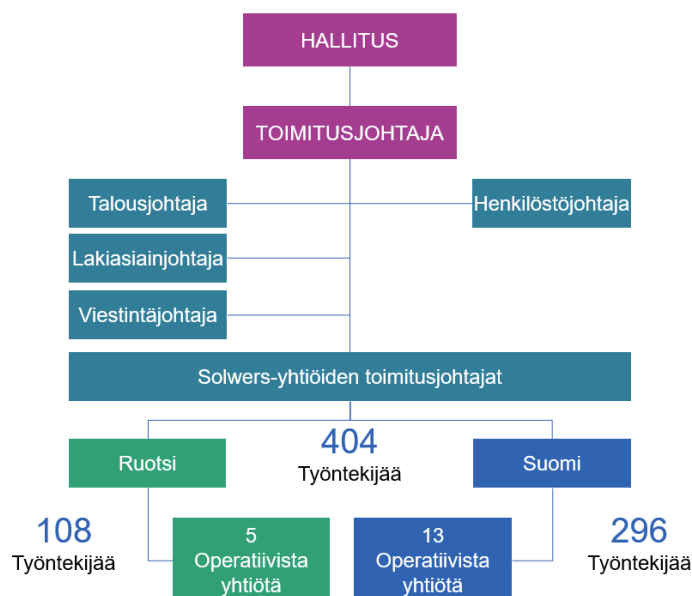 HALLITUS
TOIMITUSJOHTAJA
Talousjohtaja
Henkilöstöjohtaja
Lakiasiainjohtaja
Viestintäjohtaja
Solwers-yhtiöiden toimitusjohtajat
404
Työntekijää
Ruotsi
Suomi
108
Työntekijää
5
Operatiivista
yhtiötä
13
Operatiivista
yhtiötä
296
Työntekijää